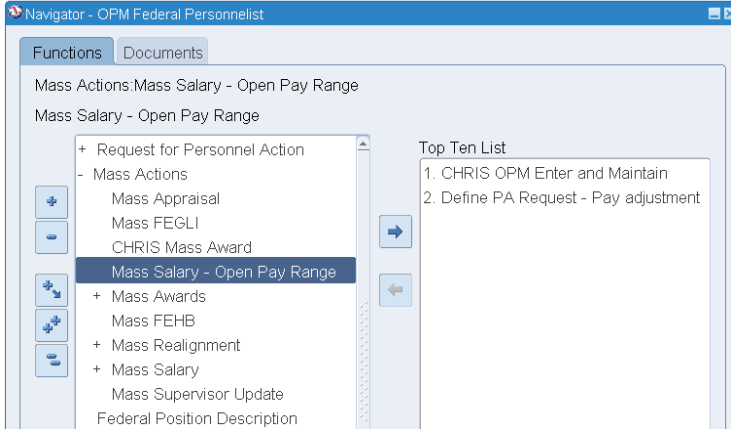 Navigator - OPM Federal Personnelist
Functions Documents
Mass Actions:Mass Salary - Open Pay Range
Mass Salary - Open Pay Range
+ Request for Personnel Action
- Mass Actions
Mass Appraisal
Mass FEGLI
CHRIS Mass Award
Mass Salary - Open Pay Range
+ Mass Awards
Mass FEHB
+ Mass Realignment
+ Mass Salary
Mass Supervisor Update
Federal Position Description
Top Ten List
1. CHRIS OPM Enter and Maintain
2. Define PA Request - Pay adjustment